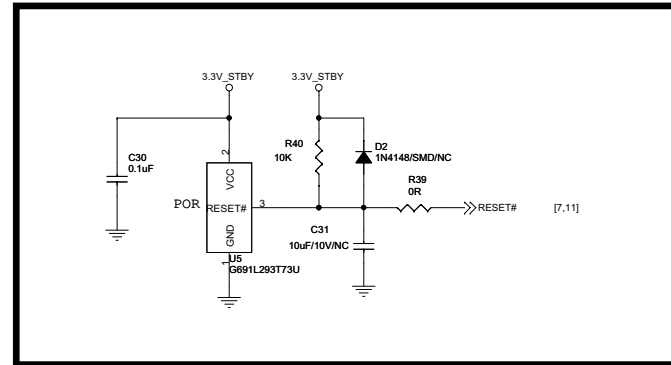 3.3V_STBY
3.3V_STBY
C30
0.1uF
2
VCC
R40
10K
D2
1N4148/SMD/NC
R39
0R
POR
RESET#
3
RESET#
[7,11]
GND
C31
10uF/10V/NC
1
U5
G691L293T73U